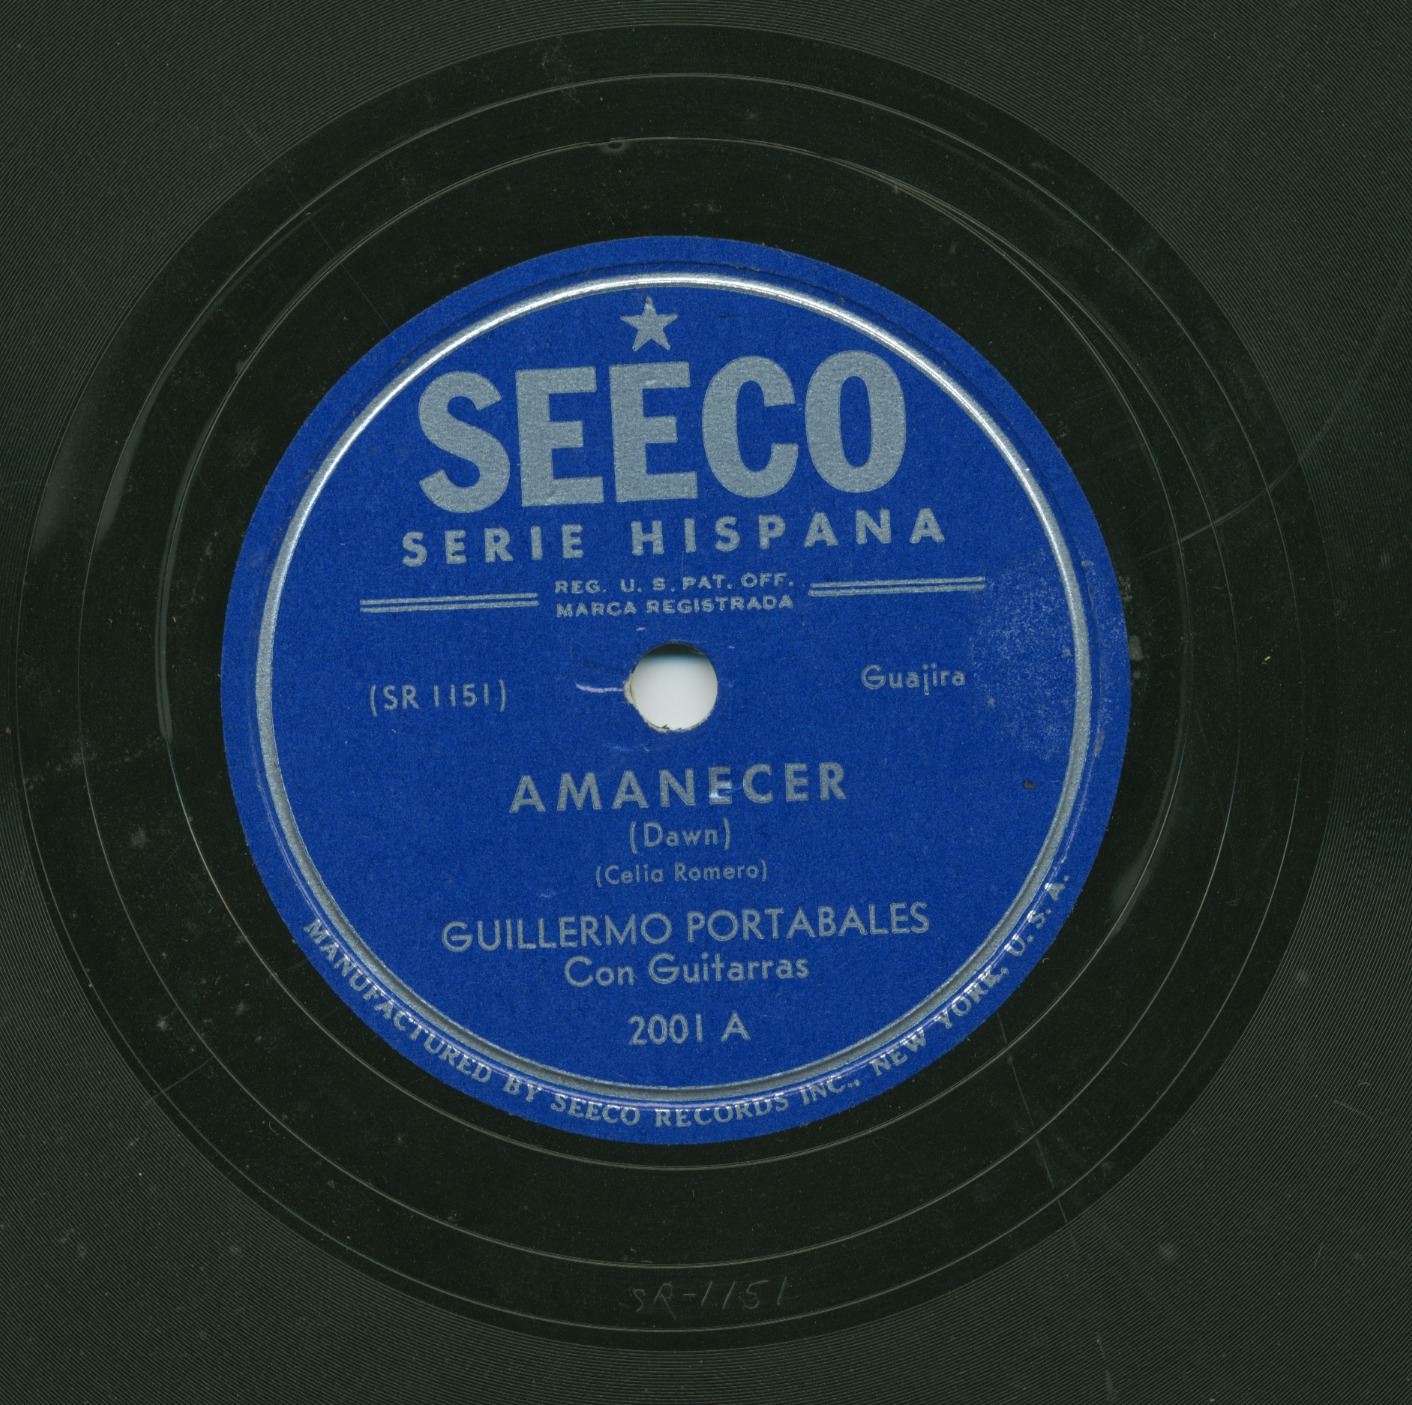 SEECO
SERIE HISPANA
REG. U. S. PAT. OFF.
MARCA REGISTRADA
(SR 1151)
Guajira
AMANECER
(Dawn)
(Celia Romero)
GUILLERMO PORTABALES
Con Guitarras
2001 A
MANUFACTURED BY SEECO RECORDS INC., NEW YORK, U. S. A.
SR-1151